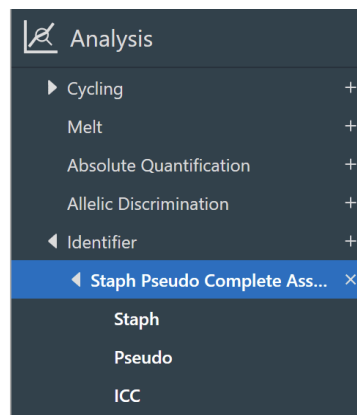 Analysis
Cycling +
Melt +
Absolute Quantification +
Allelic Discrimination +
Identifier +
Staph Pseudo Complete Ass... ×
Staph
Pseudo
ICC